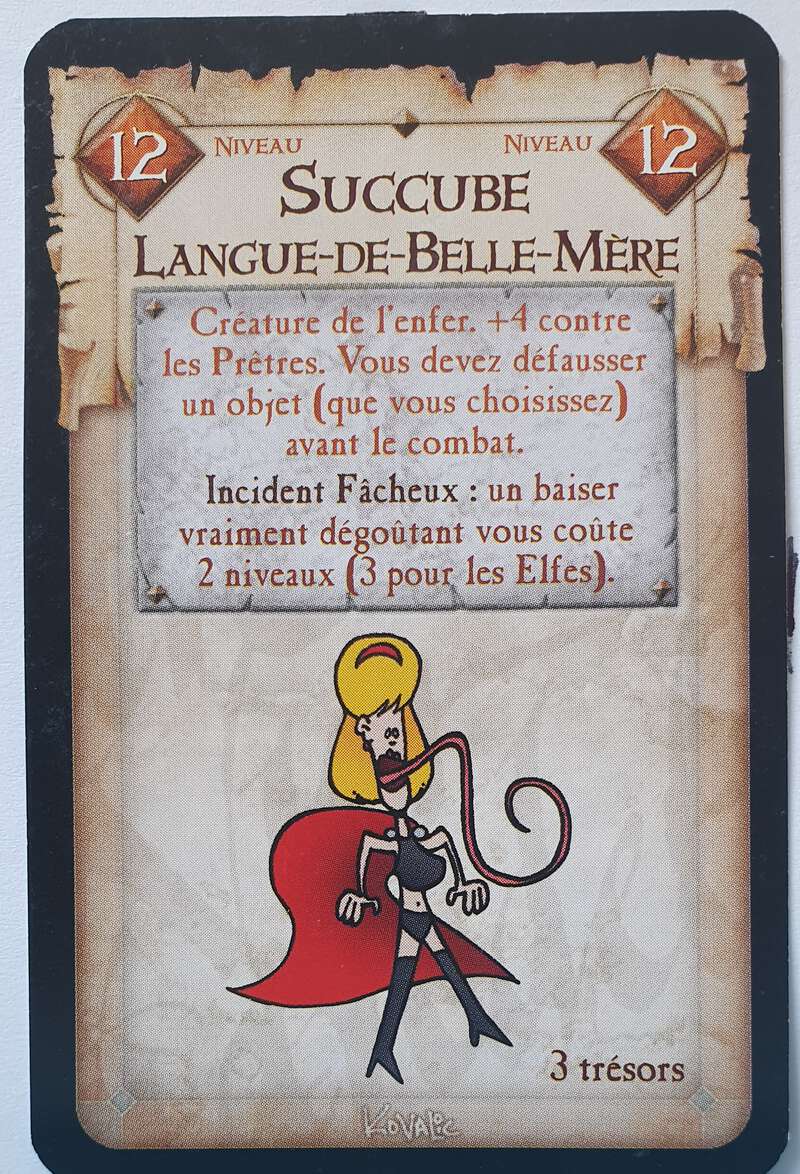 12 Niveau Niveau 12
Succube
Langue-de-Belle-Mère
Créature de l'enfer. +4 contre
les Prêtres. Vous devez défausser
un objet (que vous choisissez)
avant le combat.
Incident Fâcheux : un baiser
vraiment dégoûtant vous coûte
2 niveaux (3 pour les Elfes).
3 trésors
Kovalic